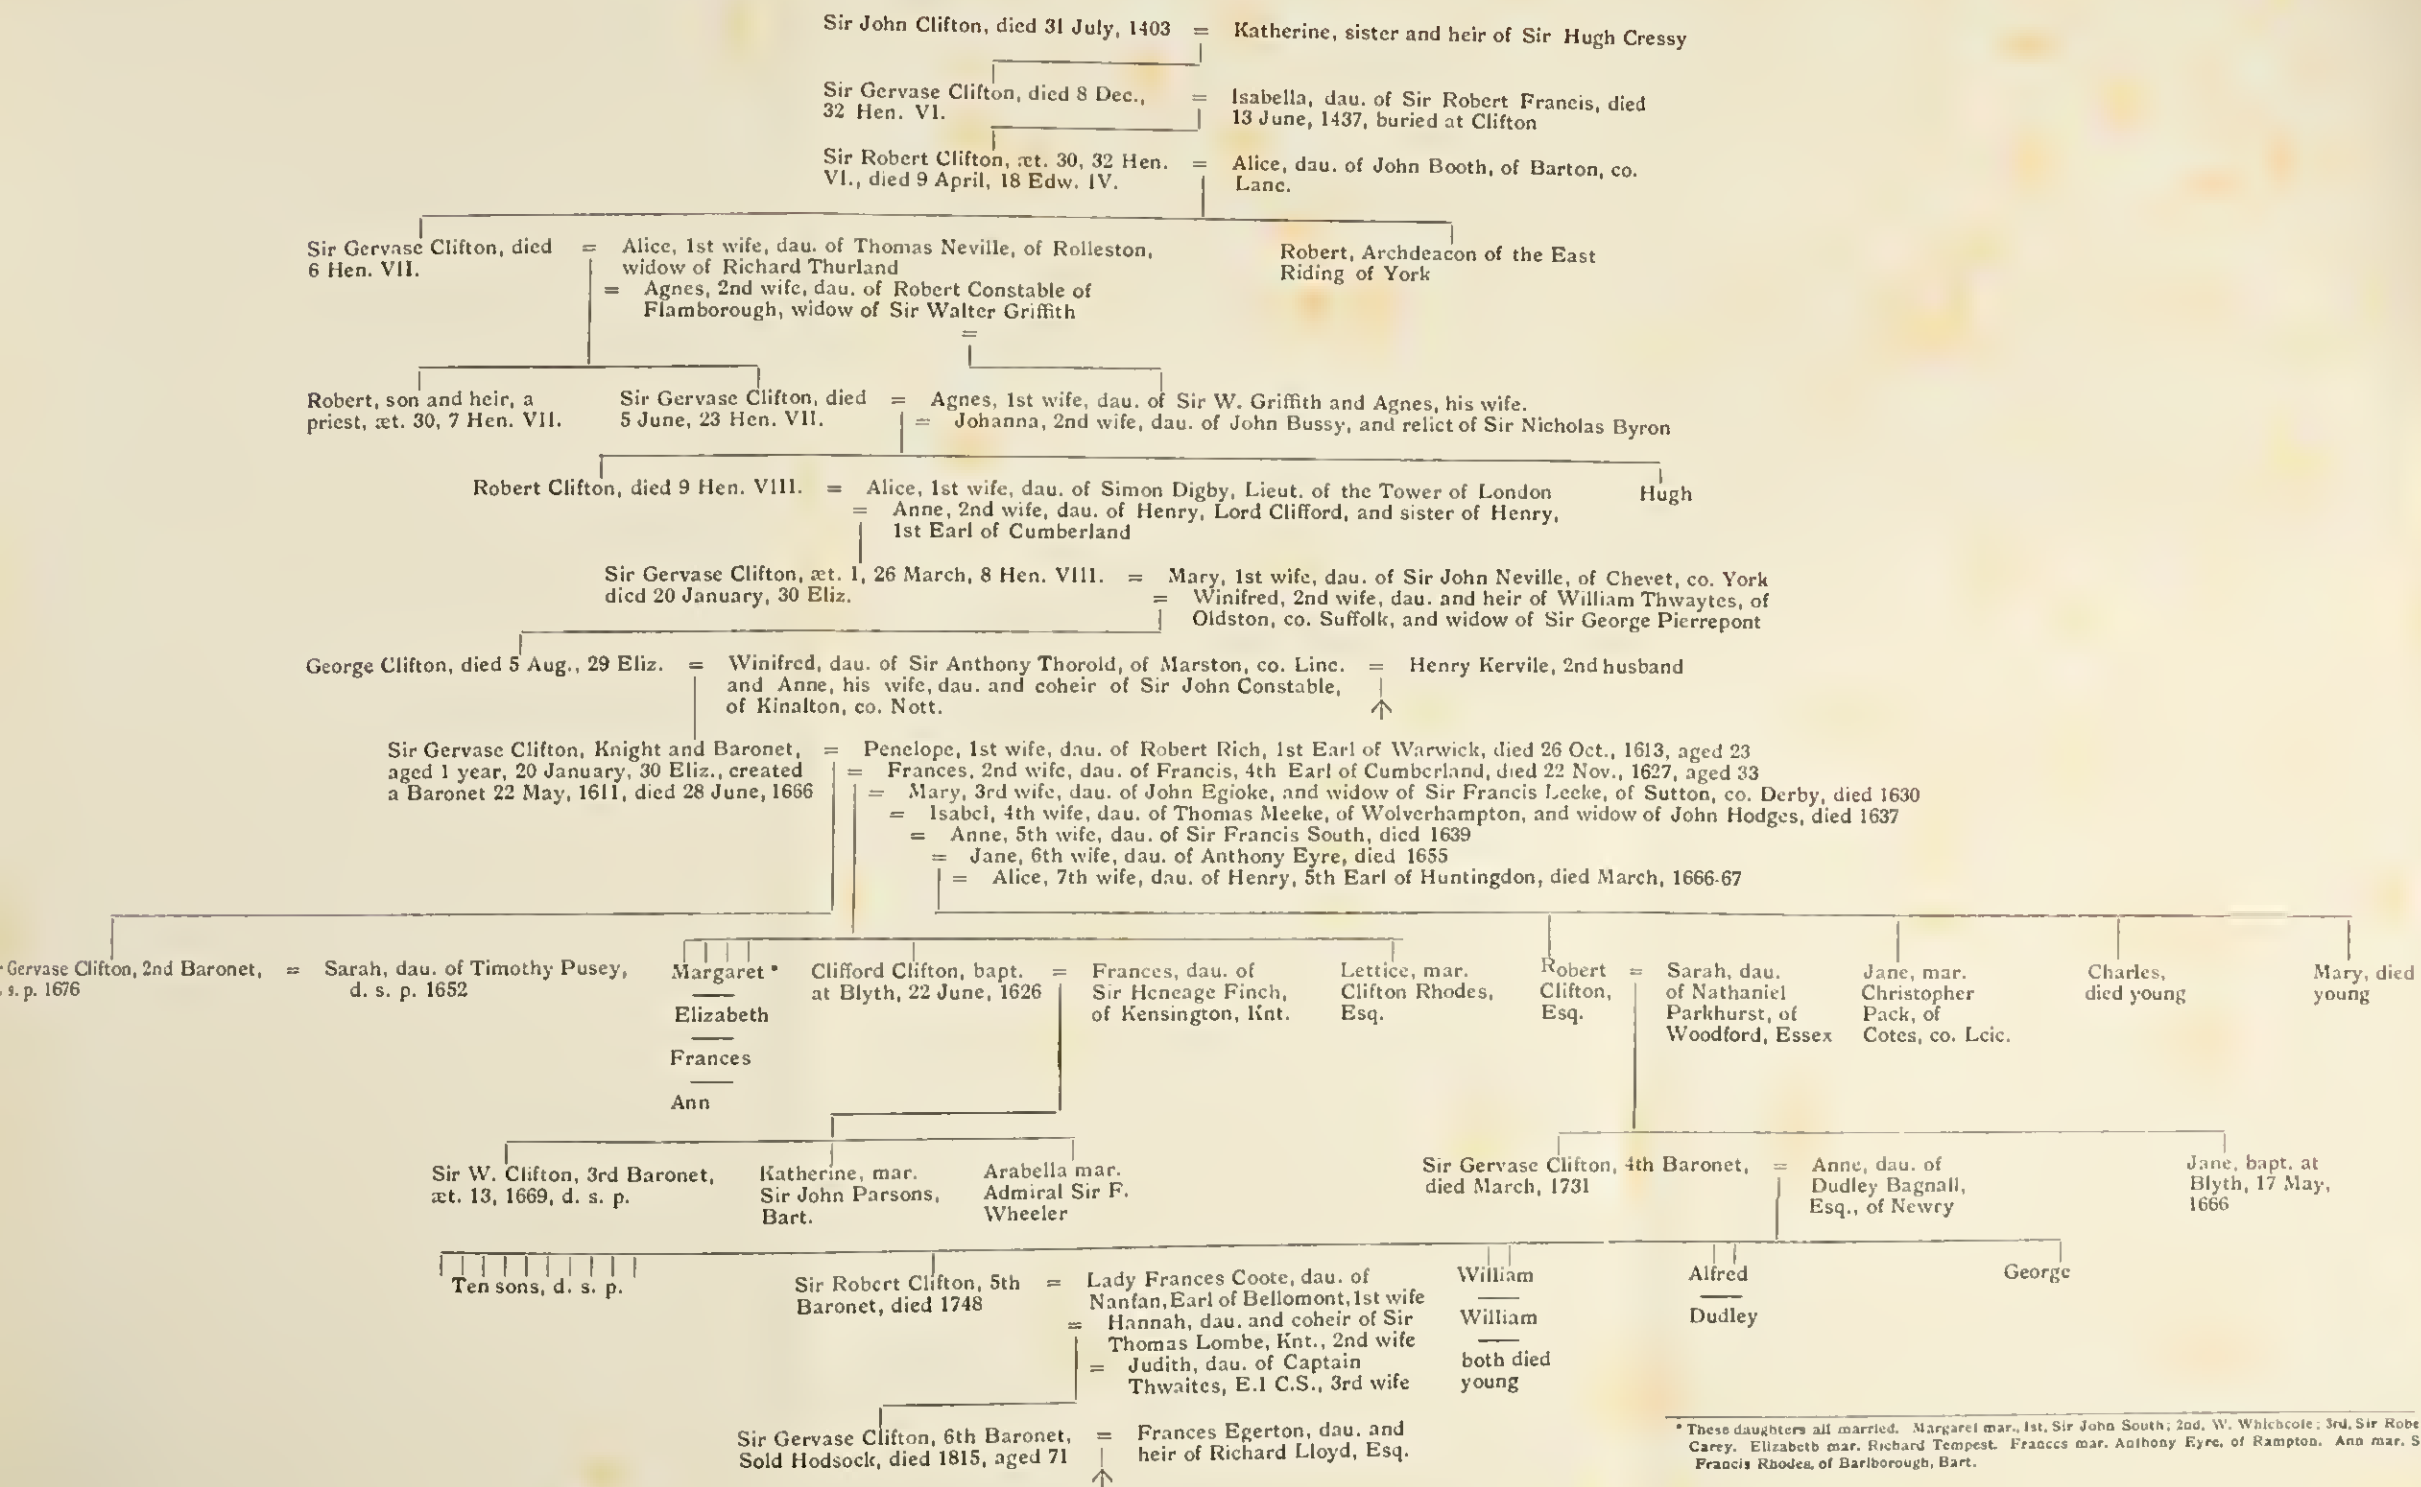 Sir John Clifton, died 31 July, 1403 = Katherine, sister and heir of Sir Hugh Cressy
Sir Gervase Clifton, died 8 Dec., = Isabella, dau. of Sir Robert Francis, died
32 Hen. VI. 13 June, 1437, buried at Clifton
Sir Robert Clifton, æt. 30, 32 Hen. = Alice, dau. of John Booth, of Barton, co.
VI., died 9 April, 18 Edw. IV. Lanc.
Sir Gervase Clifton, died = Alice, 1st wife, dau. of Thomas Neville, of Rolleston,
6 Hen. VII. widow of Richard Thurland
= Agnes, 2nd wife, dau. of Robert Constable of
Flamborough, widow of Sir Walter Griffith
=
Robert, Archdeacon of the East
Riding of York
Robert, son and heir, a
priest, æt. 30, 7 Hen. VII.
Sir Gervase Clifton, died = Agnes, 1st wife, dau. of Sir W. Griffith and Agnes, his wife.
5 June, 23 Hen. VII. = Johanna, 2nd wife, dau. of John Bussy, and relict of Sir Nicholas Byron
Robert Clifton, died 9 Hen. VIII. = Alice, 1st wife, dau. of Simon Digby, Lieut. of the Tower of London
= Anne, 2nd wife, dau. of Henry, Lord Clifford, and sister of Henry,
1st Earl of Cumberland
Hugh
Sir Gervase Clifton, æt. 1, 26 March, 8 Hen. VIII. = Mary, 1st wife, dau. of Sir John Neville, of Chevet, co. York
died 20 January, 30 Eliz. = Winifred, 2nd wife, dau. and heir of William Thwaytes, of
Oldston, co. Suffolk, and widow of Sir George Pierrepont
George Clifton, died 5 Aug., 29 Eliz. = Winifred, dau. of Sir Anthony Thorold, of Marston, co. Linc. = Henry Kervile, 2nd husband
and Anne, his wife, dau. and coheir of Sir John Constable,
of Kinalton, co. Nott.
Sir Gervase Clifton, Knight and Baronet, = Penelope, 1st wife, dau. of Robert Rich, 1st Earl of Warwick, died 26 Oct., 1613, aged 23
aged 1 year, 20 January, 30 Eliz., created = Frances, 2nd wife, dau. of Francis, 4th Earl of Cumberland, died 22 Nov., 1627, aged 33
a Baronet 22 May, 1611, died 28 June, 1666 = Mary, 3rd wife, dau. of John Egioke, and widow of Sir Francis Leeke, of Sutton, co. Derby, died 1630
= Isabel, 4th wife, dau. of Thomas Meeke, of Wolverhampton, and widow of John Hodges, died 1637
= Anne, 5th wife, dau. of Sir Francis South, died 1639
= Jane, 6th wife, dau. of Anthony Eyre, died 1655
= Alice, 7th wife, dau. of Henry, 5th Earl of Huntingdon, died March, 1666-67
Gervase Clifton, 2nd Baronet, = Sarah, dau. of Timothy Pusey,
s. p. 1676 d. s. p. 1652
Margaret *
Elizabeth
Frances
Ann
Clifford Clifton, bapt. = Frances, dau. of
at Blyth, 22 June, 1626 Sir Heneage Finch,
of Kensington, Knt.
Lettice, mar.
Clifton Rhodes,
Esq.
Robert = Sarah, dau.
Clifton, of Nathaniel
Esq. Parkhurst, of
Woodford, Essex
Jane, mar.
Christopher
Pack, of
Cotes, co. Leic.
Charles,
died young
Mary, died
young
Sir W. Clifton, 3rd Baronet,
æt. 13, 1669, d. s. p.
Katherine, mar.
Sir John Parsons,
Bart.
Arabella mar.
Admiral Sir F.
Wheeler
Sir Gervase Clifton, 4th Baronet, = Anne, dau. of
died March, 1731 Dudley Bagnall,
Esq., of Newry
Jane, bapt. at
Blyth, 17 May,
1666
Ten sons, d. s. p.
Sir Robert Clifton, 5th = Lady Frances Coote, dau. of
Baronet, died 1748 Nanfan, Earl of Bellomont, 1st wife
= Hannah, dau. and coheir of Sir
Thomas Lombe, Knt., 2nd wife
= Judith, dau. of Captain
Thwaites, E.I C.S., 3rd wife
William
William
both died
young
Alfred
Dudley
George
Sir Gervase Clifton, 6th Baronet, = Frances Egerton, dau. and
Sold Hodsock, died 1815, aged 71 heir of Richard Lloyd, Esq.
* These daughters all married. Margaret mar., 1st, Sir John South; 2nd, W. Whichcote; 3rd, Sir Robe
Carey. Elizabeth mar. Richard Tempest. Frances mar. Anthony Eyre, of Rampton. Ann mar. S
Francis Rhodes, of Barlborough, Bart.